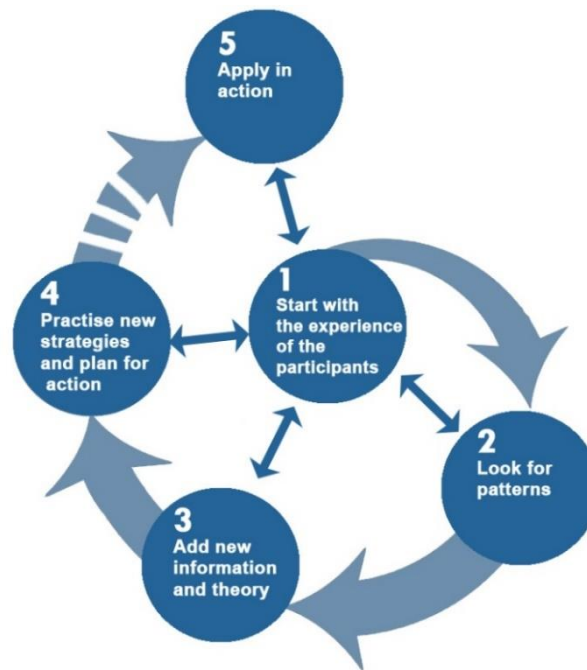 1
Start with
the experience
of the
participants
2
Look for
patterns
3
Add new
information
and theory
4
Practise new
strategies
and plan for
action
5
Apply in
action